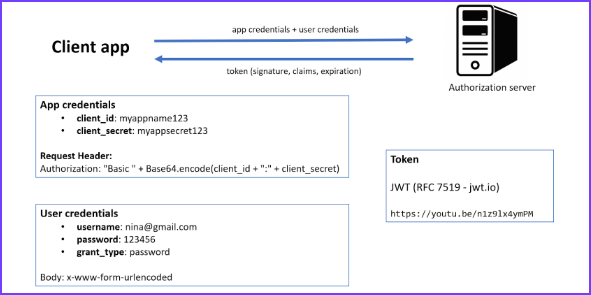 Client app
app credentials + user credentials
token (signature, claims, expiration)
Authorization server
App credentials
• client_id: myappname123
• client_secret: myappsecret123
Request Header:
Authorization: "Basic " + Base64.encode(client_id + ":" + client_secret)
Token
JWT (RFC 7519 - jwt.io)
https://youtu.be/n1z9lx4ymPM
User credentials
• username: nina@gmail.com
• password: 123456
• grant_type: password
Body: x-www-form-urlencoded